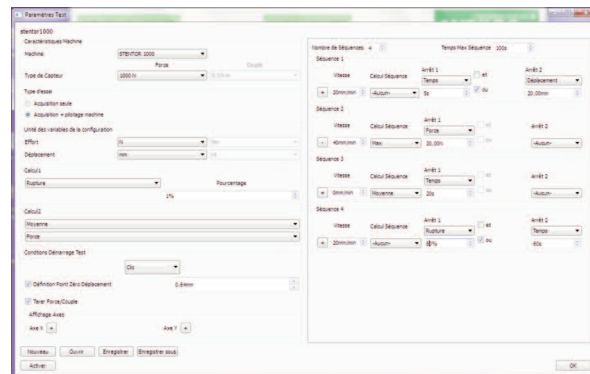 Paramètres Test
stentor1000
Caractéristiques Machine
Machine STENTOR 1000
Force Couple
Type de Capteur 1000 N
Type d'essai
Acquisition seule
Acquisition + pilotage machine
Unité des variables de la configuration
Effort N
Déplacement mm
Calcul1
Rupture Pourcentage
1%
Calcul2
Moyenne
Force
Conditions Démarrage Test
Clic
Définition Point Zéro Déplacement 0,6mm
Tarer Force/Couple
Affichage Axes
Axe X + Axe Y +
Nouveau Ouvrir Enregistrer Enregistrer sous
Activer
Nombre de Séquences 4 Temps Max Séquence 100s
Séquence 1
Vitesse Calcul Séquence Arrêt 1 et Arrêt 2
Temps Déplacement
+ 20mm/min -Aucun- 5s ou 20,00mm
Séquence 2
Vitesse Calcul Séquence Arrêt 1 et Arrêt 2
Force
- 40mm/min Max 30,00N ou -Aucun-
Séquence 3
Vitesse Calcul Séquence Arrêt 1 et Arrêt 2
Temps
+ 0mm/min Moyenne 20s ou -Aucun-
Séquence 4
Vitesse Calcul Séquence Arrêt 1 et Arrêt 2
Rupture Temps
+ 20mm/min -Aucun- ou 60s
OK